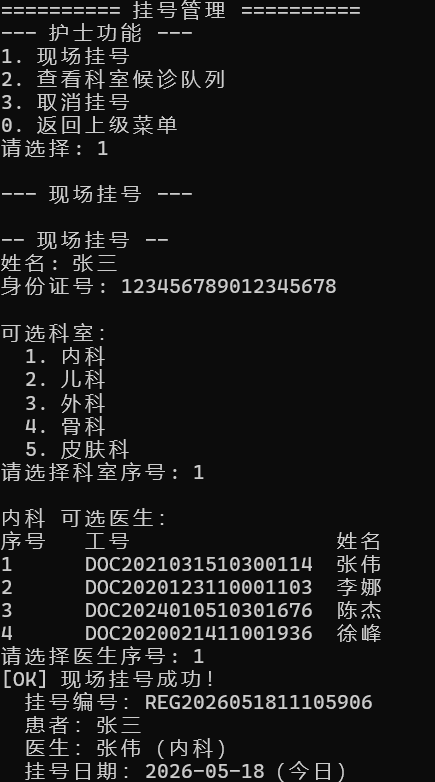 ========== 挂号管理 ==========
--- 护士功能 ---
1. 现场挂号
2. 查看科室候诊队列
3. 取消挂号
0. 返回上级菜单
请选择: 1
--- 现场挂号 ---
-- 现场挂号 --
姓名: 张三
身份证号: 123456789012345678
可选科室:
1. 内科
2. 儿科
3. 外科
4. 骨科
5. 皮肤科
请选择科室序号: 1
内科 可选医生:
序号 工号 姓名
1 DOC2021031510300114 张伟
2 DOC2020123110001103 李娜
3 DOC2024010510301676 陈杰
4 DOC2020021411001936 徐峰
请选择医生序号: 1
[OK] 现场挂号成功!
挂号编号: REG2026051811105906
患者: 张三
医生: 张伟 (内科)
挂号日期: 2026-05-18 (今日)